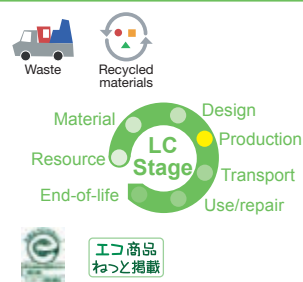 Waste
Recycled
materials
Material
Design
LC
Stage
Production
Resource
Transport
End-of-life
Use/repair
エコ商品
ねっと掲載